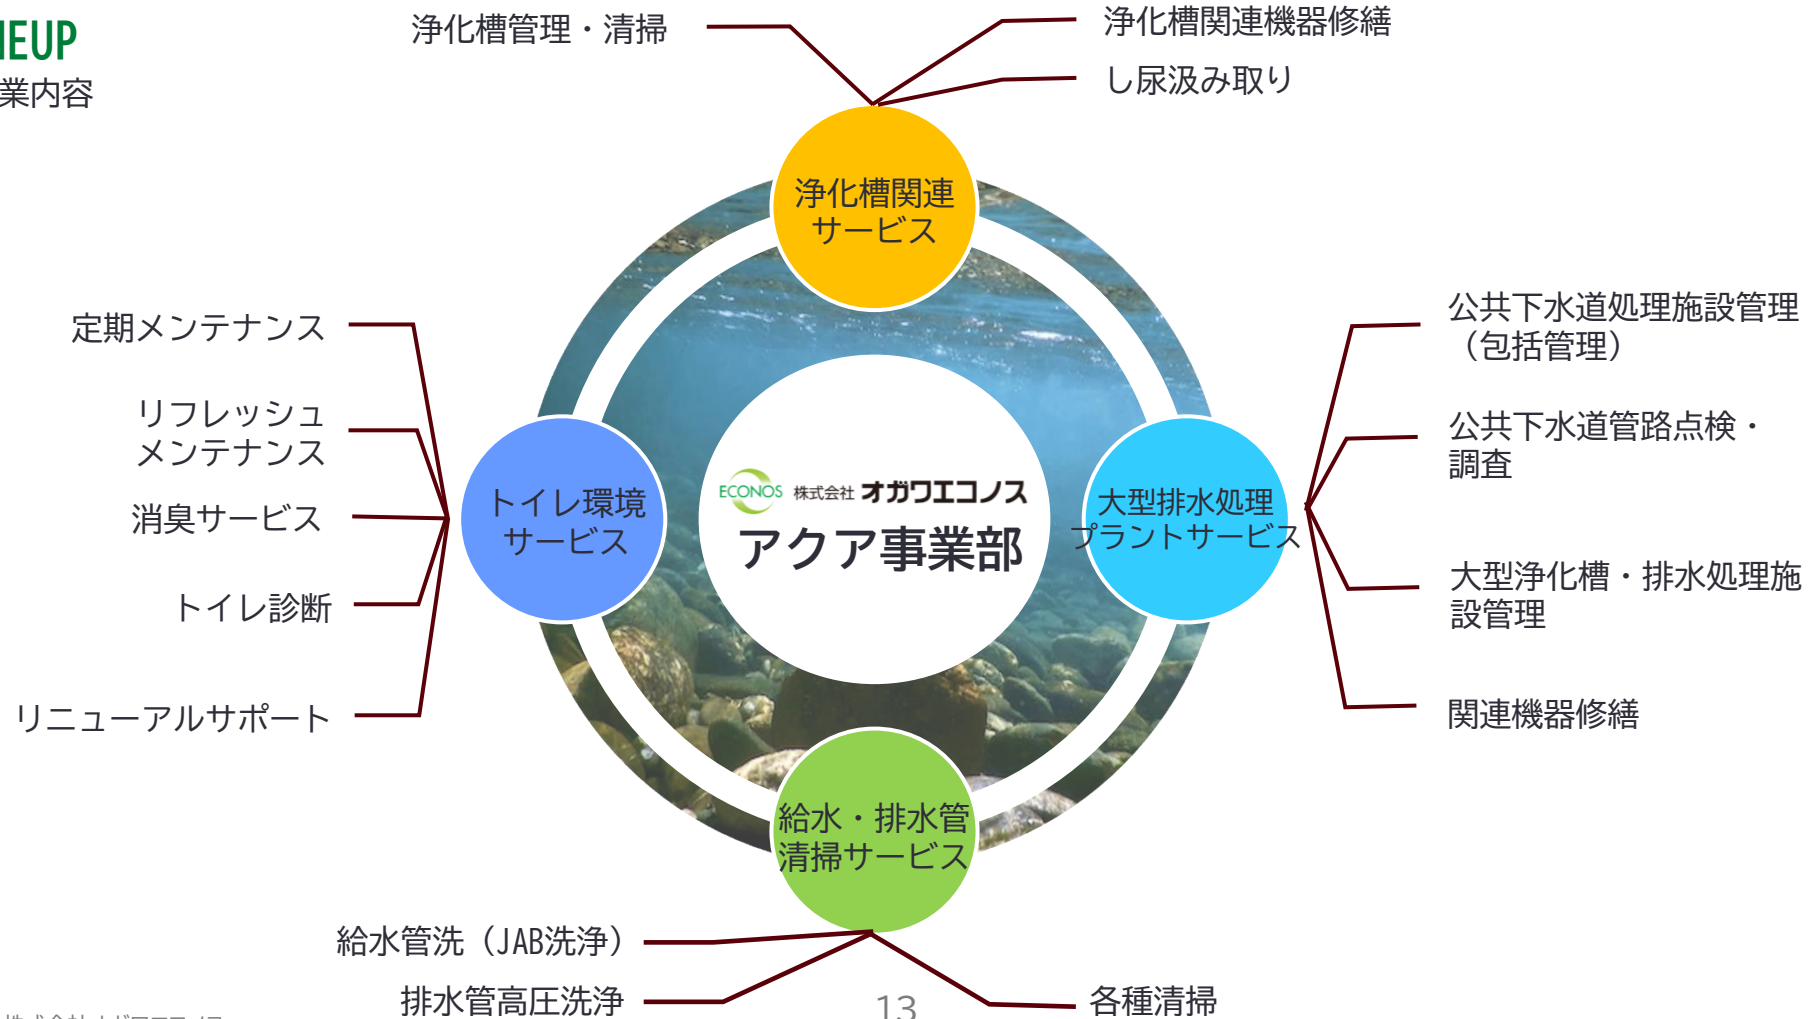 業内容
浄化槽管理・清掃
浄化槽関連機器修繕
し尿汲み取り
浄化槽関連
サービス
定期メンテナンス
リフレッシュ
メンテナンス
消臭サービス
トイレ診断
リニューアルサポート
トイレ環境
サービス
ECONOS 株式会社 オガワエコノス
アクア事業部
大型排水処理
プラントサービス
公共下水道処理施設管理
（包括管理）
公共下水道管路点検・
調査
大型浄化槽・排水処理施
設管理
関連機器修繕
給水・排水管
清掃サービス
給水管洗（JAB洗浄）
排水管高圧洗浄
各種清掃
13